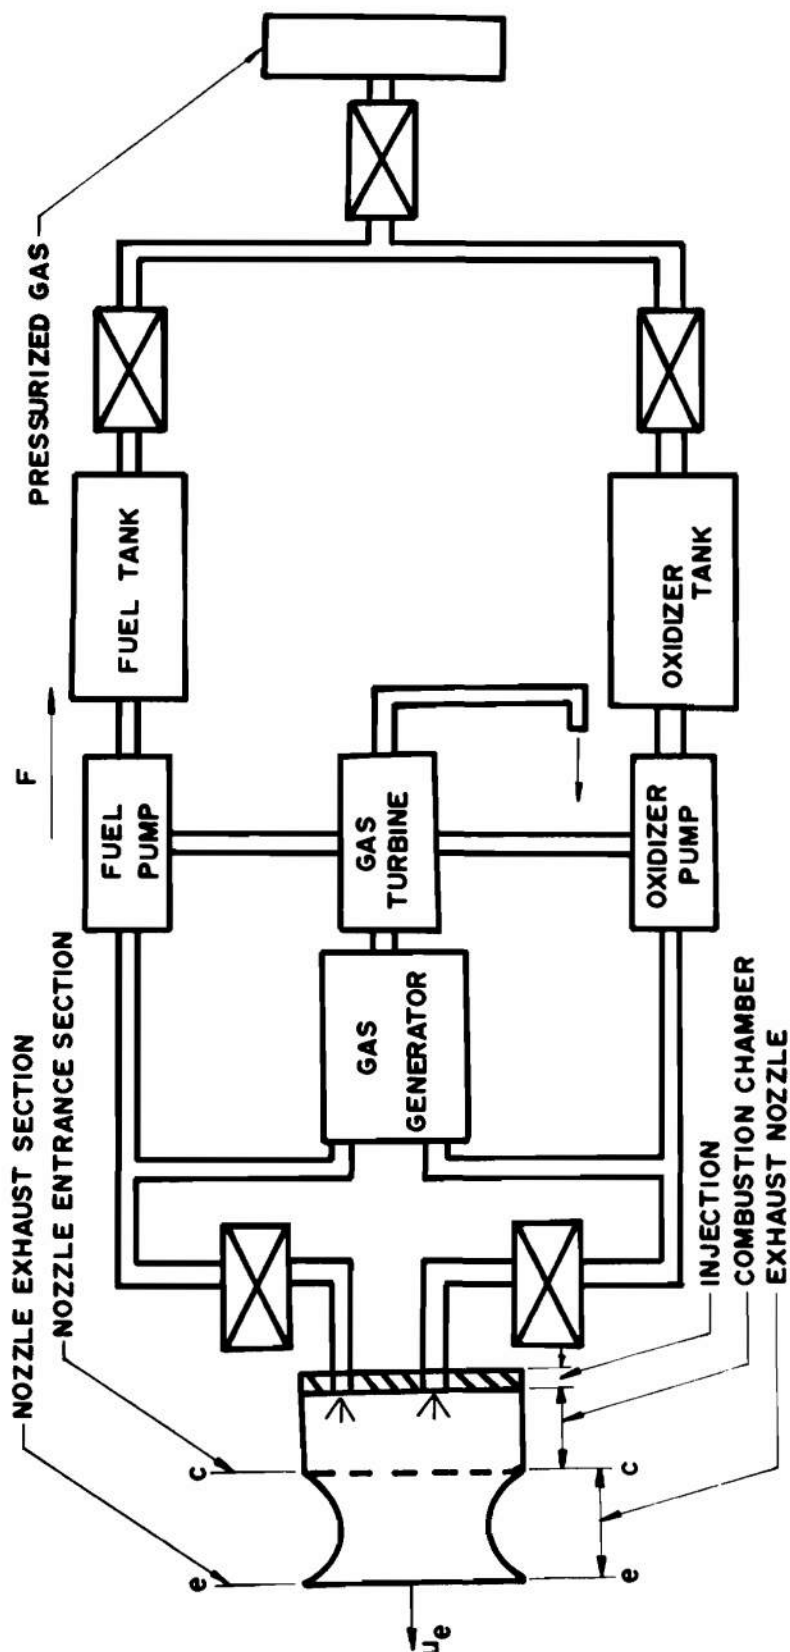 PRESSURIZED GAS
FUEL TANK
OXIDIZER
TANK
F
FUEL
PUMP
GAS
TURBINE
OXIDIZER
PUMP
GAS
GENERATOR
NOZZLE EXHAUST SECTION
NOZZLE ENTRANCE SECTION
INJECTION
COMBUSTION CHAMBER
EXHAUST NOZZLE
c
c
e
e
ue